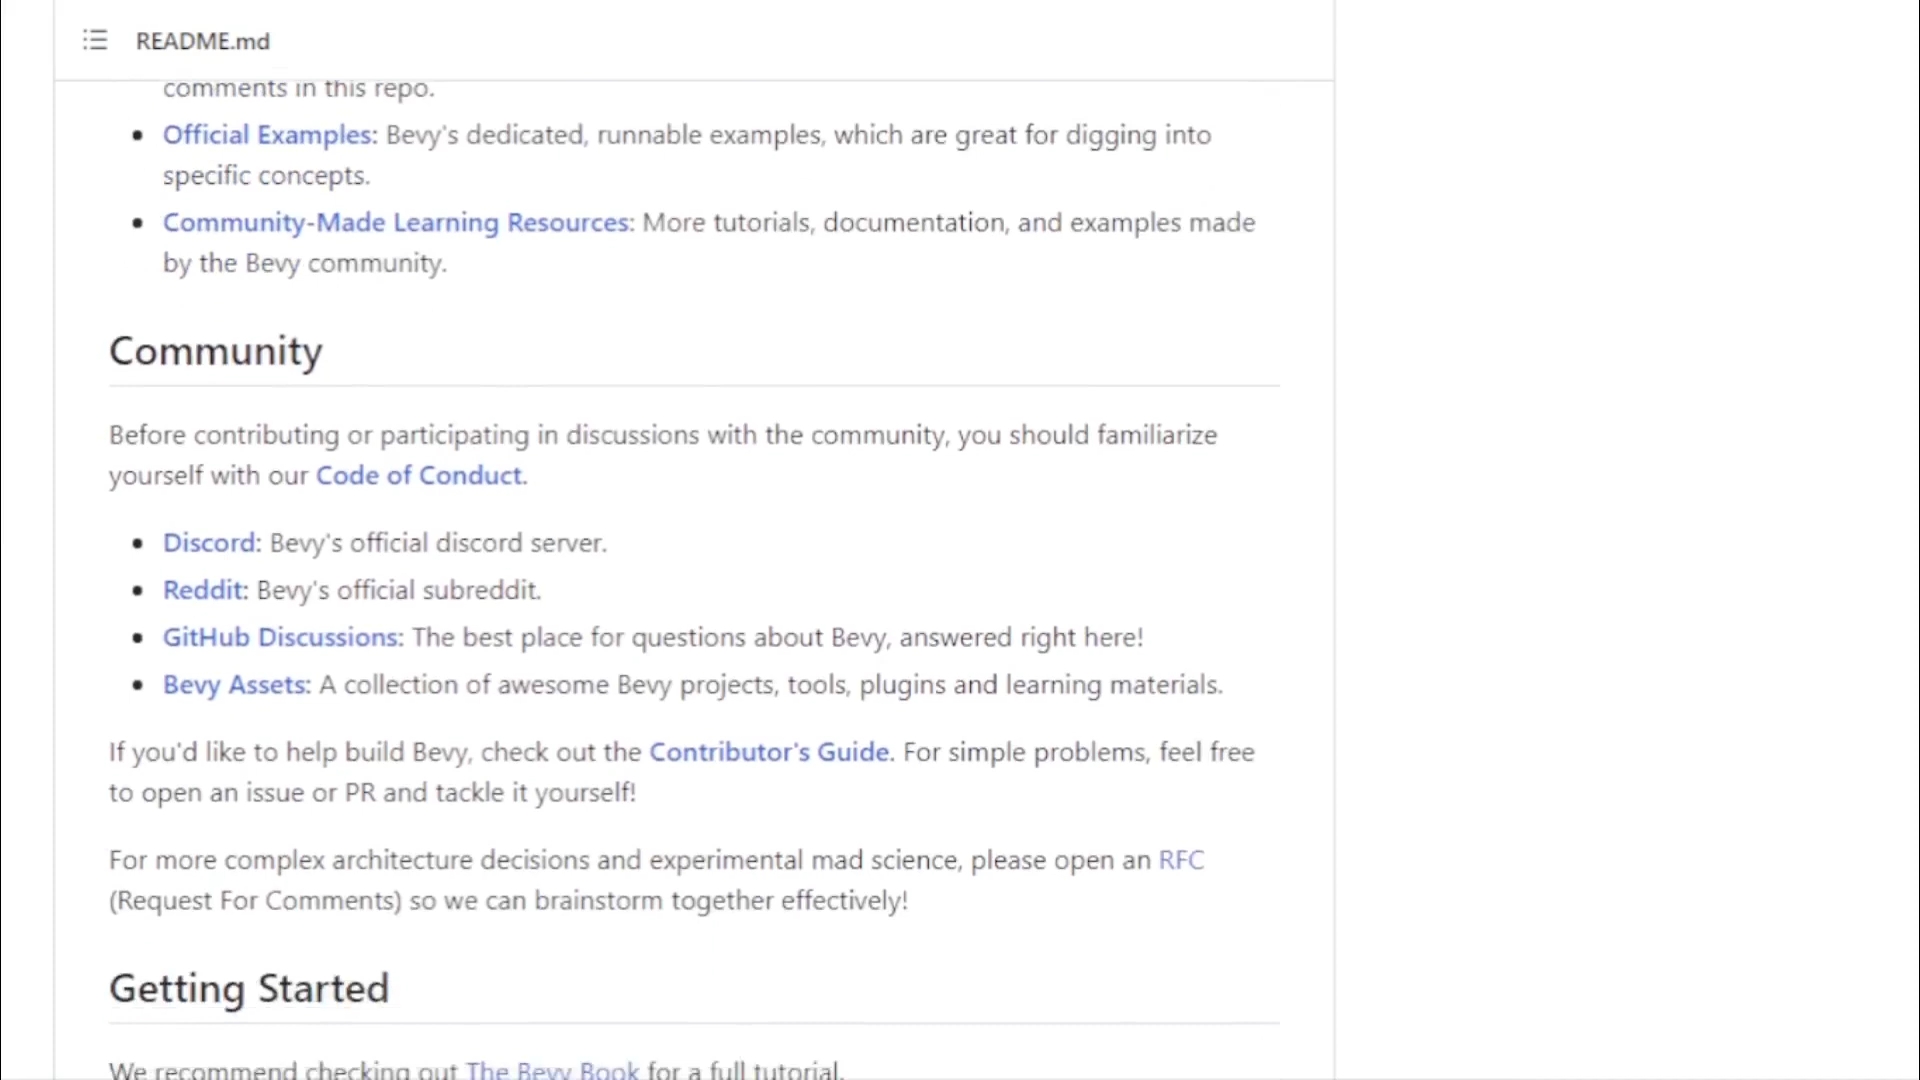 README.md
comments in this repo.
Official Examples: Bevy's dedicated, runnable examples, which are great for digging into
specific concepts.
Community-Made Learning Resources: More tutorials, documentation, and examples made
by the Bevy community.
Community
Before contributing or participating in discussions with the community, you should familiarize
yourself with our Code of Conduct.
Discord: Bevy's official discord server.
Reddit: Bevy's official subreddit.
GitHub Discussions: The best place for questions about Bevy, answered right here!
Bevy Assets: A collection of awesome Bevy projects, tools, plugins and learning materials.
If you'd like to help build Bevy, check out the Contributor's Guide. For simple problems, feel free
to open an issue or PR and tackle it yourself!
For more complex architecture decisions and experimental mad science, please open an RFC
(Request For Comments) so we can brainstorm together effectively!
Getting Started
We recommend checking out The Bevy Book for a full tutorial.